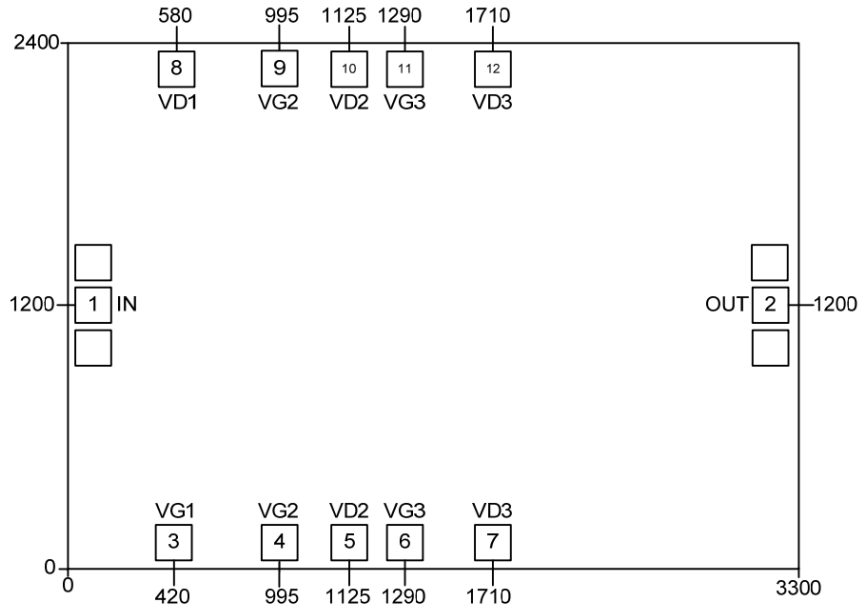 580 995 1125 1290 1710
2400
8 9 10 11 12
VD1 VG2 VD2 VG3 VD3
1200 1 IN OUT 2 1200
VG1 VG2 VD2 VG3 VD3
3 4 5 6 7
0
0 420 995 1125 1290 1710 3300